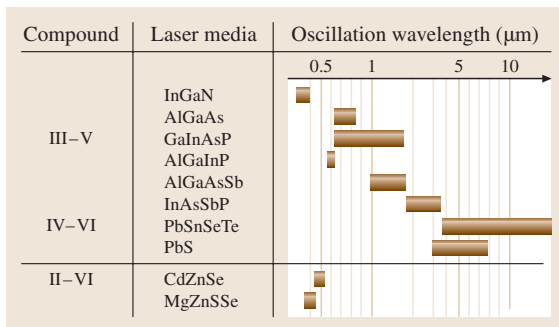 Compound Laser media Oscillation wavelength (μm)
0.5 1 5 10
InGaN
AlGaAs
III–V GaInAsP
AlGaInP
AlGaAsSb
InAsSbP
IV–VI PbSnSeTe
PbS
II–VI CdZnSe
MgZnSSe